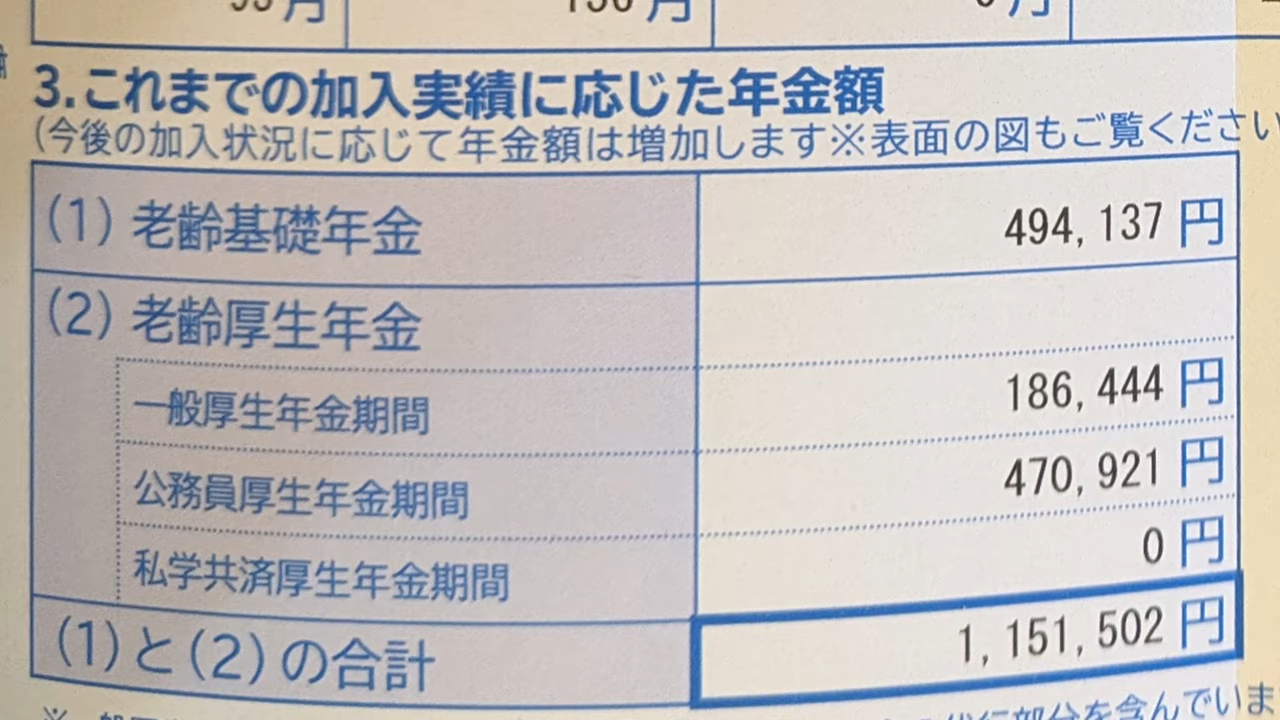 3.これまでの加入実績に応じた年金額
(今後の加入状況に応じて年金額は増加します※表面の図もご覧ください
(1) 老齢基礎年金 494,137 円
(2) 老齢厚生年金
一般厚生年金期間 186,444 円
公務員厚生年金期間 470,921 円
私学共済厚生年金期間 0 円
(1)と(2)の合計 1,151,502 円